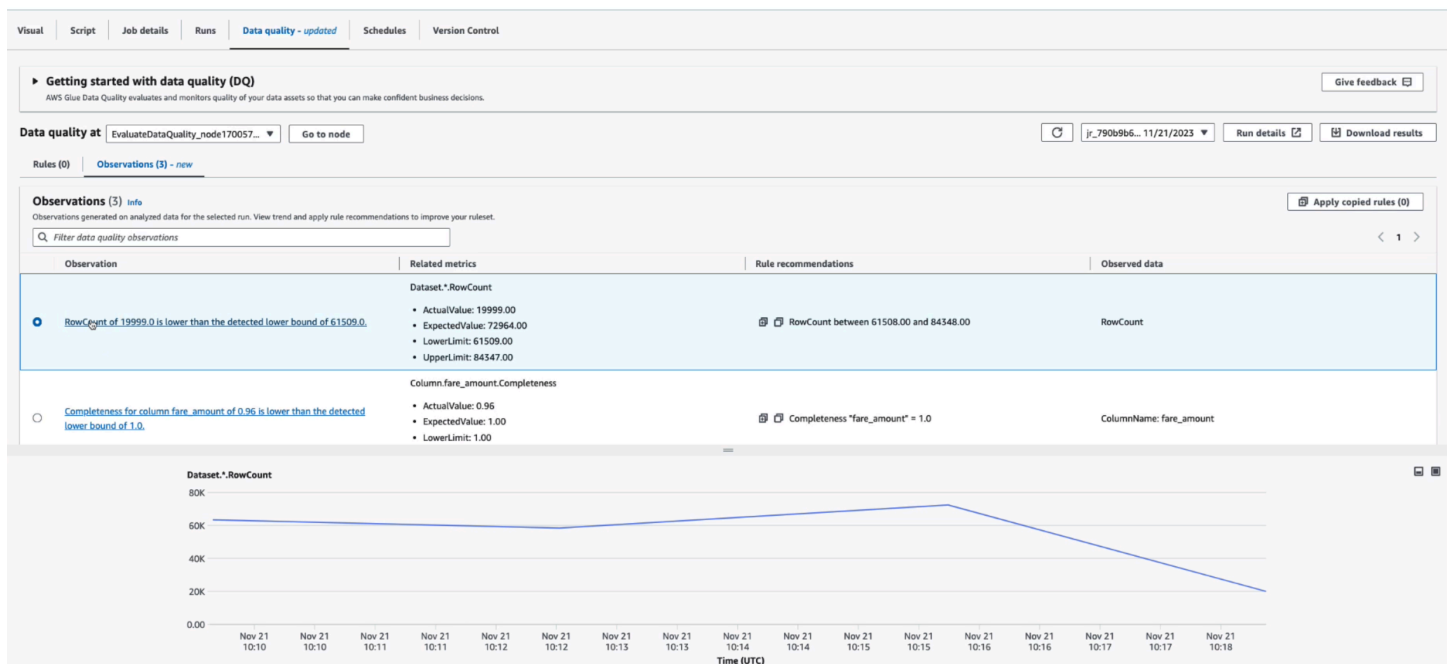 Visual Script Job details Runs Data quality - updated Schedules Version Control
Getting started with data quality (DQ)
Give feedback
AWS Glue Data Quality evaluates and monitors quality of your data assets so that you can make confident business decisions.
Data quality at EvaluateDataQuality_node170057... Go to node jr_790b9b6... 11/21/2023 Run details Download results
Rules (0) Observations (3) - new
Observations (3) Info
Apply copied rules (0)
Observations generated on analyzed data for the selected run. View trend and apply rule recommendations to improve your ruleset.
Filter data quality observations
1
Observation Related metrics Rule recommendations Observed data
Dataset.*.RowCount
RowCount of 19999.0 is lower than the detected lower bound of 61509.0.
• ActualValue: 19999.00
• ExpectedValue: 72964.00
• LowerLimit: 61509.00
• UpperLimit: 84347.00
RowCount between 61508.00 and 84348.00
RowCount
Column.fare_amount.Completeness
Completeness for column fare_amount of 0.96 is lower than the detected
lower bound of 1.0.
• ActualValue: 0.96
• ExpectedValue: 1.00
• LowerLimit: 1.00
Completeness "fare_amount" = 1.0
ColumnName: fare_amount
Dataset.*.RowCount
80K
60K
40K
20K
0.00
Nov 21 Nov 21 Nov 21 Nov 21 Nov 21 Nov 21 Nov 21 Nov 21 Nov 21 Nov 21 Nov 21 Nov 21 Nov 21 Nov 21 Nov 21 Nov 21 Nov 21
10:10 10:10 10:11 10:11 10:12 10:12 10:13 10:13 10:14 10:14 10:15 10:15 10:16 10:16 10:17 10:17 10:18
Time (UTC)